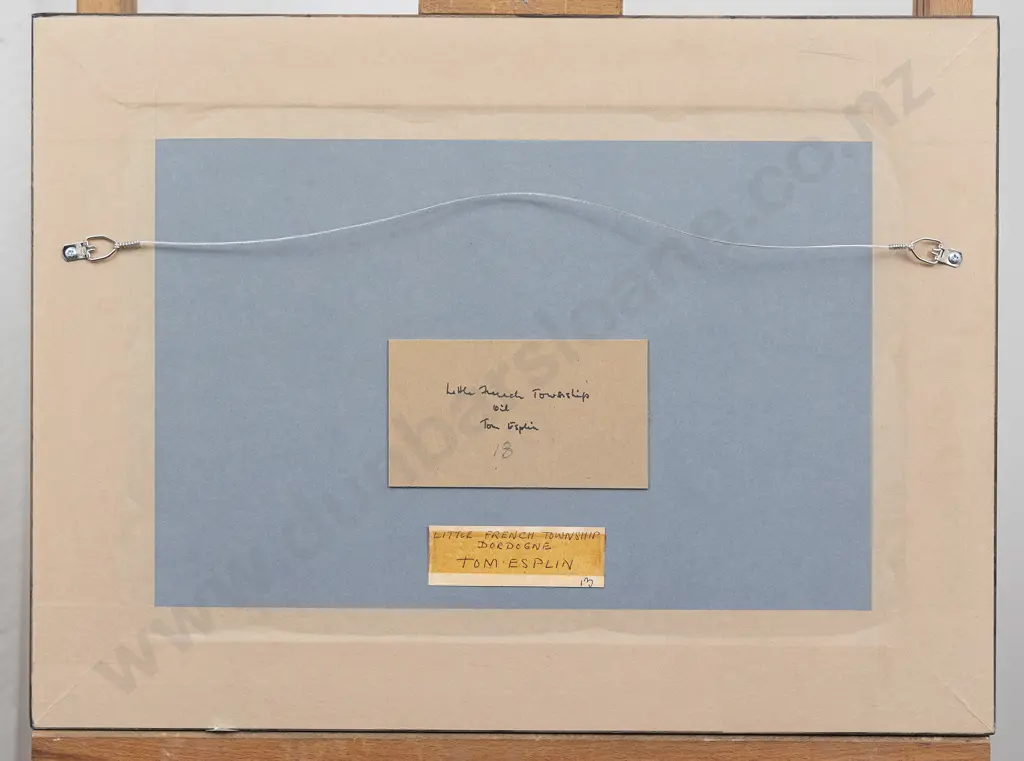 Little French Township
Oil
Tom Esplin
18
LITTLE FRENCH TOWNSHIP
DORDOGNE
TOM·ESPLIN
www.dunbarsloane.co.nz